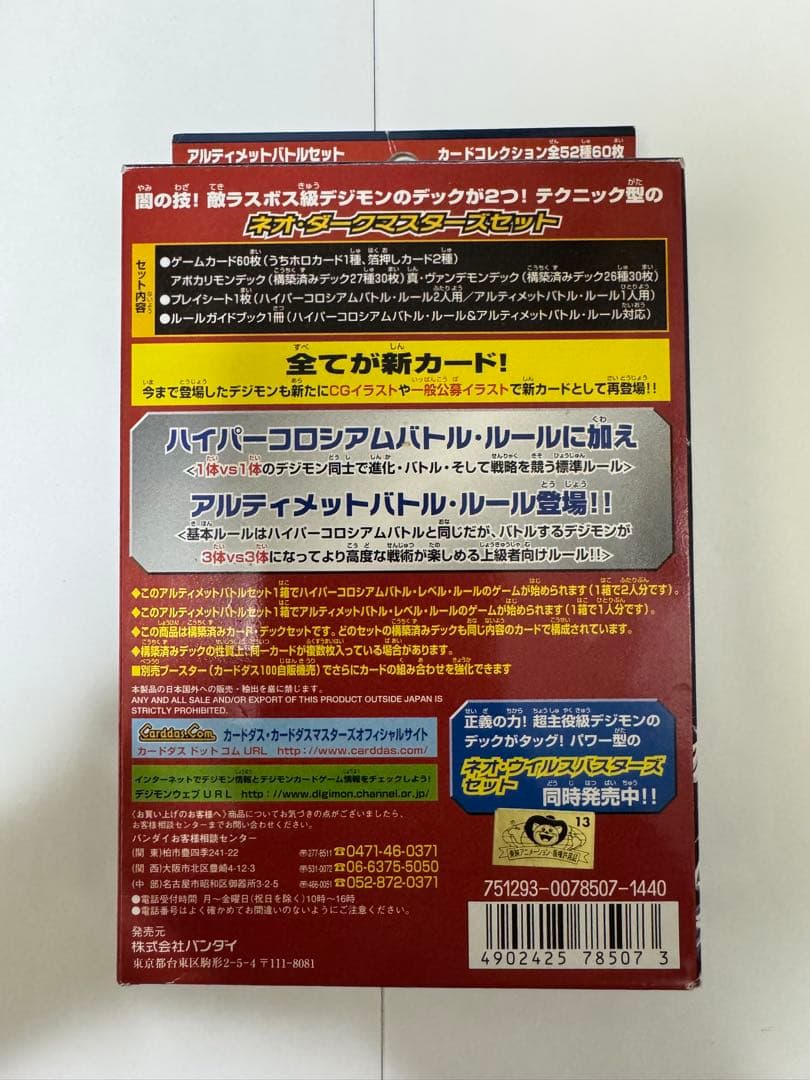 アルティメットバトルセット
カードコレクション全52種60枚
闇の技!敵ラスボス級デジモンのデックが2つ!テクニック型の
ネオ・ダークマスターズセット
セット内容
●ゲームカード60枚(うちホロカード1種、箔押しカード2種)
アポカリモンデック(構築済みデック27種30枚)真・ヴァンデモンデック(構築済みデック26種30枚)
●プレイシート1枚(ハイパーコロシアムバトル・ルール2人用/アルティメットバトル・ルール1人用)
●ルールガイドブック1冊(ハイパーコロシアムバトル・ルール&アルティメットバトル・ルール対応)
全てが新カード!
今まで登場したデジモンも新たにCGイラストや一般公募イラストで新カードとして再登場!!
ハイパーコロシアムバトル・ルールに加え
<1体vs1体のデジモン同士で進化・バトル・そして戦略を競う標準ルール>
アルティメットバトル・ルール登場!!
<基本ルールはハイパーコロシアムバトルと同じだが、バトルするデジモンが
3体vs3体になってより高度な戦術が楽しめる上級者向けルール!!>
◆このアルティメットバトルセット1箱でハイパーコロシアムバトル・レベル・ルールのゲームが始められます(1箱で2人分です)。
◆このアルティメットバトルセット1箱でアルティメットバトル・レベル・ルールのゲームが始められます(1箱で1人分です)。
◆この商品は構築済みカード・デックセットです。どのセットの構築済みデックも同じ内容のカードで構成されています。
◆構築済みデックの性質上、同一カードが複数枚入っている場合があります。
■別売ブースター(カードダス100自販機売)でさらにカードの組み合わせを強化できます
本製品の日本国外への販売・輸出を厳に禁じます。
ANY AND ALL SALE AND/OR EXPORT OF THIS PRODUCT OUTSIDE JAPAN IS
STRICTLY PROHIBITED.
Carddas.Com カードダス・カードダスマスターズオフィシャルサイト
カードダス ドット コム URL http://www.carddas.com/
インターネットでデジモン情報とデジモンカードゲーム情報をチェックしよう!
デジモンウェブURL http://www.digimon.channel.or.jp/
正義の力!超主役級デジモンの
デックがタッグ!パワー型の
ネオ・ウイルスバスターズ
セット
同時発売中!!
〈お買い上げのお客様へ〉商品についてお気づきの点がございましたら、
お客様相談センターまでお問い合わせください。
バンダイお客様相談センター
(関 東)柏市豊四季241-22 〒277-8511 ☎0471-46-0371
(関 西)大阪市北区豊崎4-12-3 〒531-0072 ☎06-6375-5050
(中 部)名古屋市昭和区御器所3-2-5 〒466-0051 ☎052-872-0371
●電話受付時間 月〜金曜日(祝日を除く)10時〜16時
●電話番号はよく確かめてお間違いのないようにご注意ください。
発売元
株式会社バンダイ
東京都台東区駒形2-5-4 〒111-8081
13
東映アニメーション・版権許諾証
751293-0078507-1440
4902425 785073